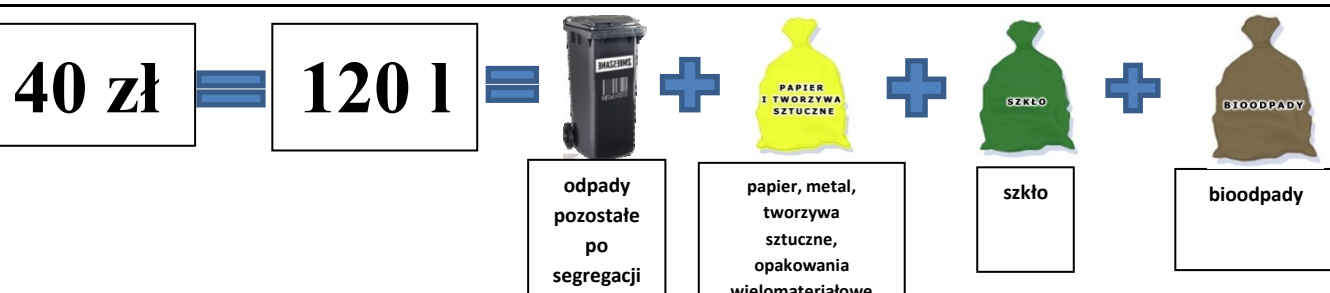 40 zł
120 l
ZMIESZANE
PAPIER
I TWORZYWA
SZTUCZNE
SZKŁO
BIOODPADY
odpady
pozostałe
po
segregacji
papier, metal,
tworzywa
sztuczne,
opakowania
wielomateriałowe
szkło
bioodpady